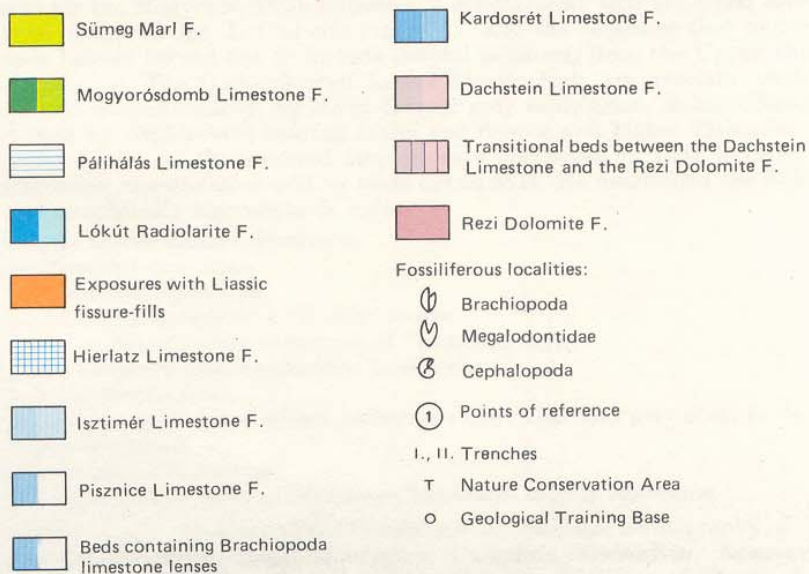 Sümeg Marl F.
Mogyorósdomb Limestone F.
Pálihálás Limestone F.
Lókút Radiolarite F.
Exposures with Liassic
fissure-fills
Hierlatz Limestone F.
Isztimér Limestone F.
Pisznice Limestone F.
Beds containing Brachiopoda
limestone lenses
Kardosrét Limestone F.
Dachstein Limestone F.
Transitional beds between the Dachstein
Limestone and the Rezi Dolomite F.
Rezi Dolomite F.
Fossiliferous localities:
Brachiopoda
Megalodontidae
Cephalopoda
1 Points of reference
I., II. Trenches
T Nature Conservation Area
Geological Training Base